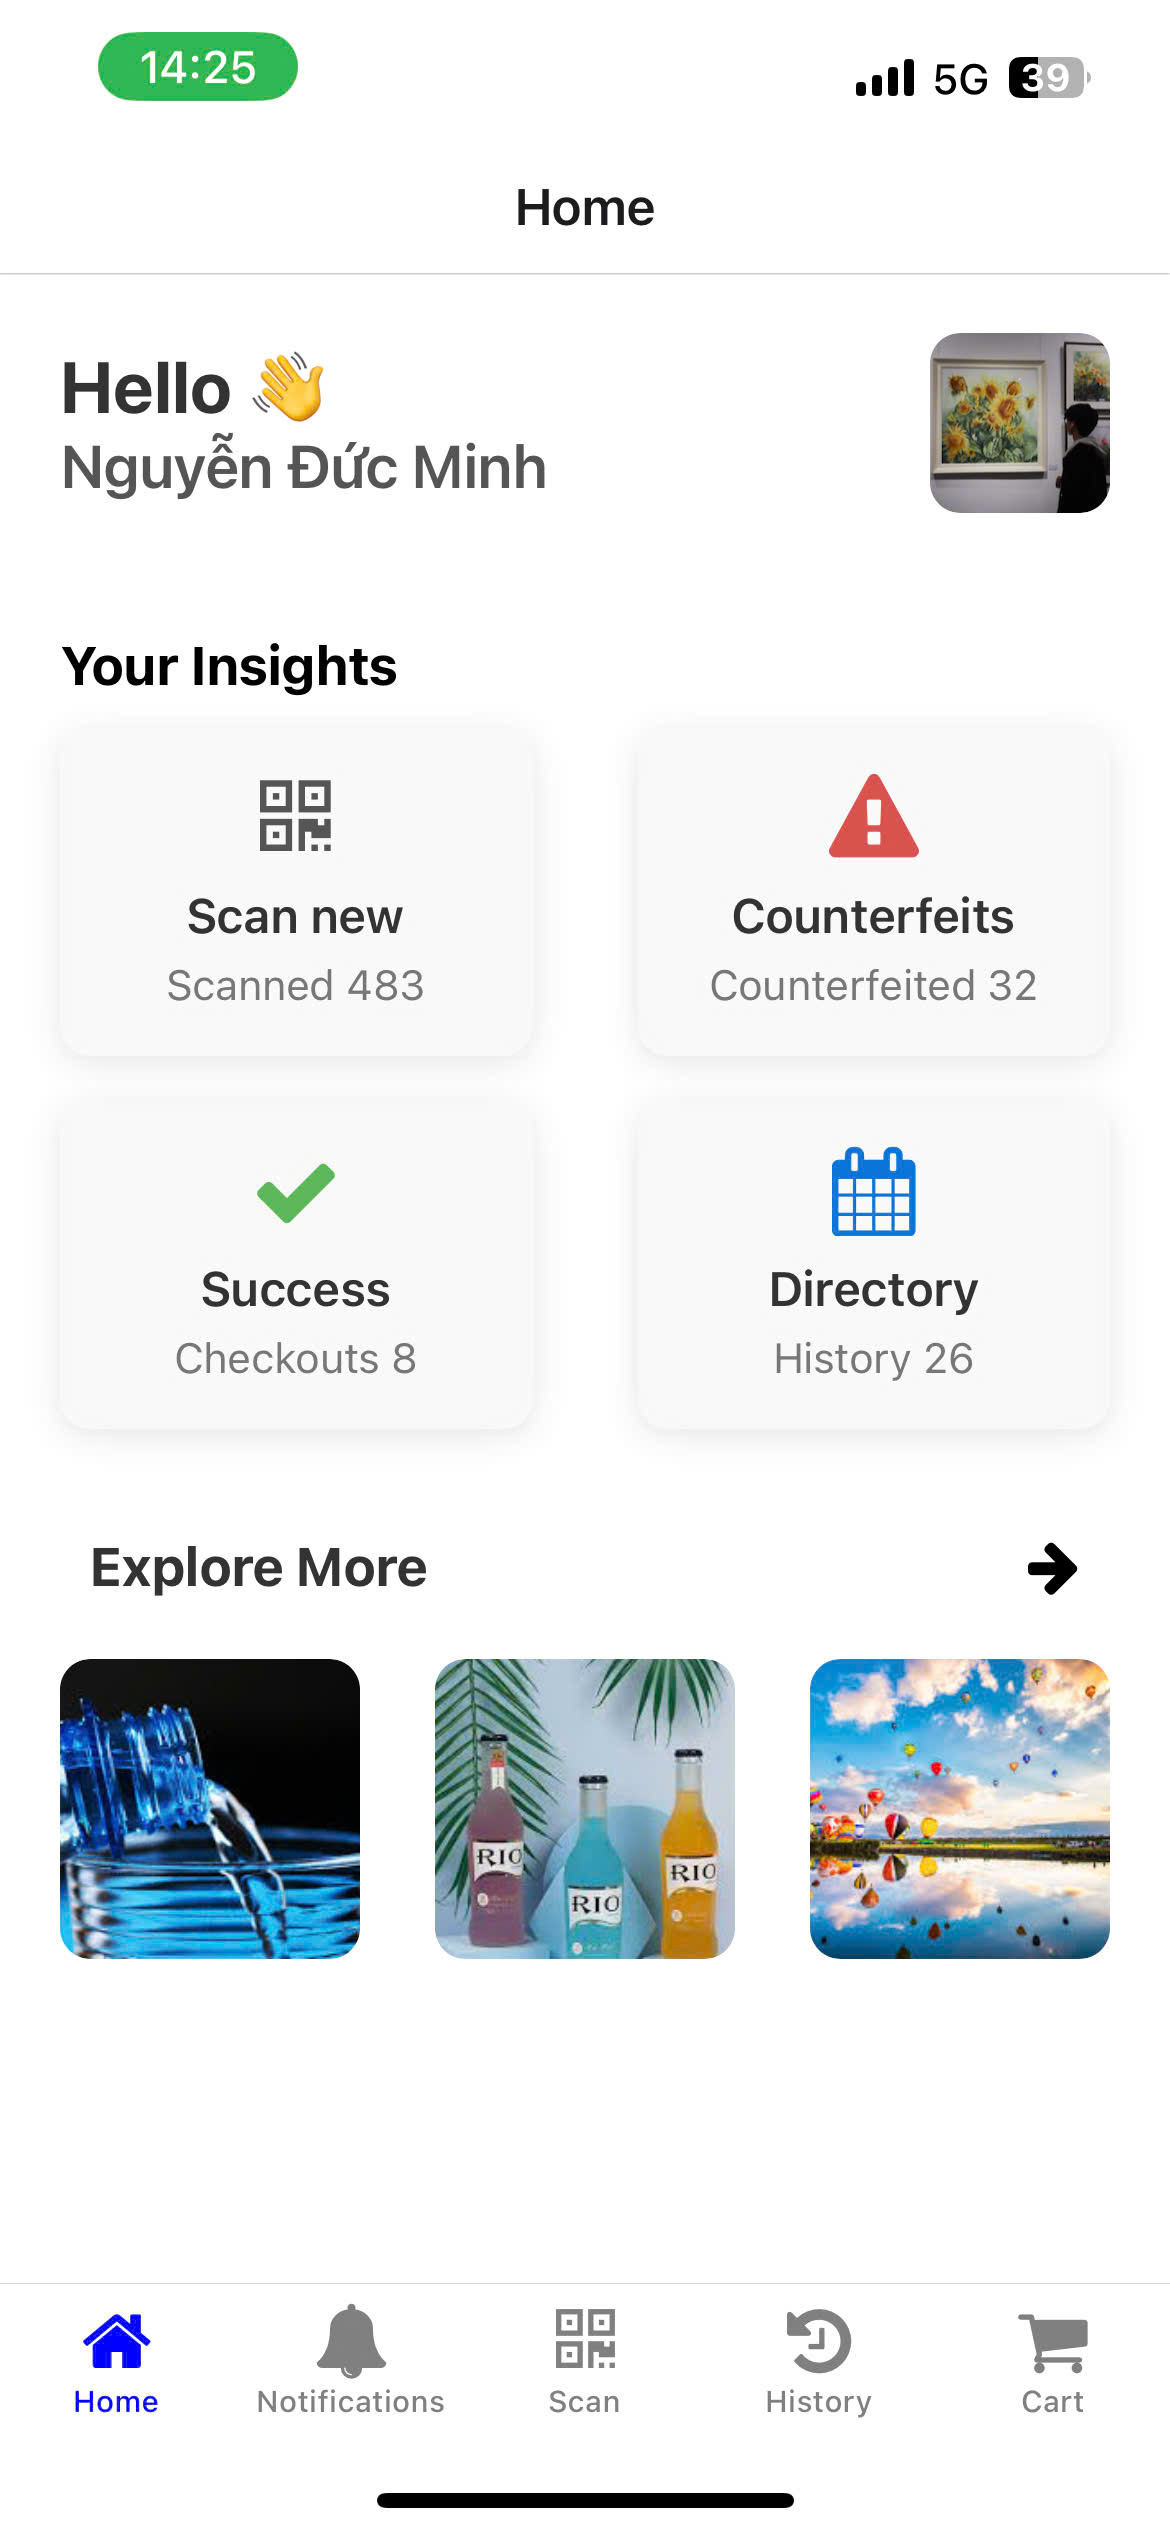 14:25
5G 39
Home
Hello 👋
Nguyễn Đức Minh
Your Insights
Scan new
Scanned 483
Counterfeits
Counterfeited 32
Success
Checkouts 8
Directory
History 26
Explore More
RIO
RIO
RIO
Home
Notifications
Scan
History
Cart